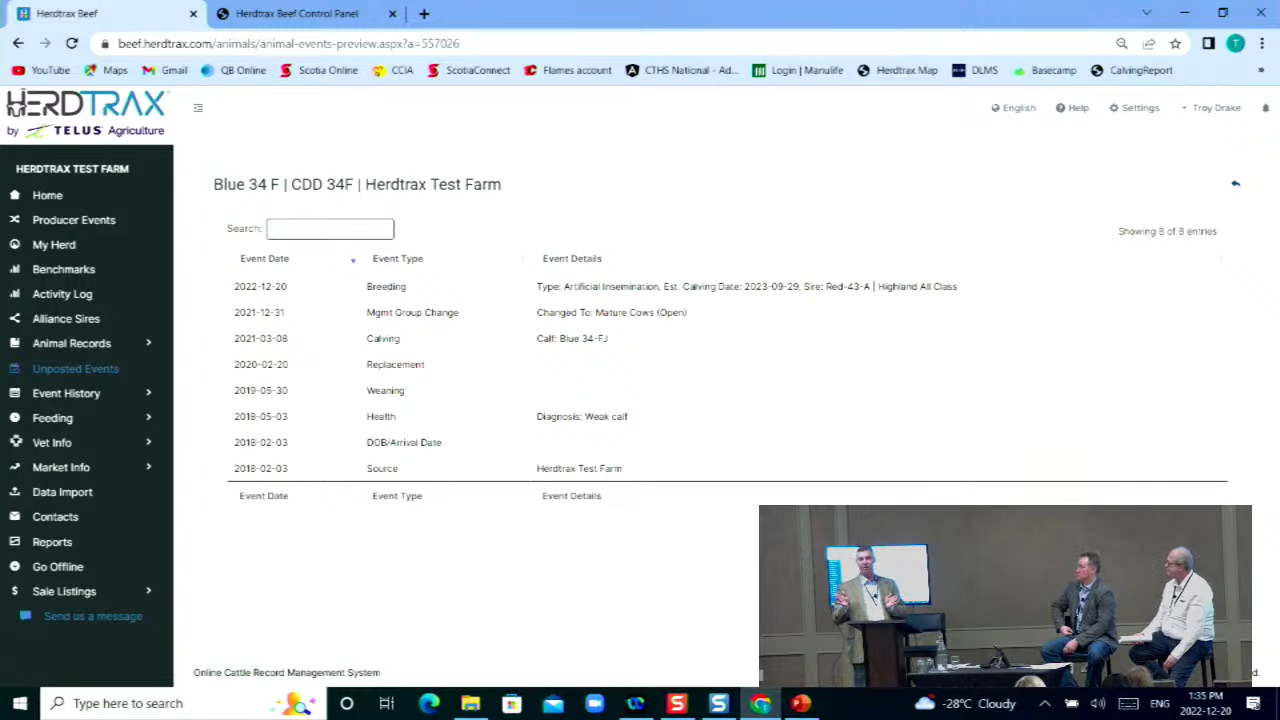 Herdtrax Beef
Herdtrax Beef Control Panel
beef.herdtrax.com/animals/animal-events-preview.aspx?a=557026
T
YouTube Maps Gmail QB Online Scotia Online CCIA ScotiaConnect Flames account CTHS National - Ad... Login | Manulife Herdtrax Map DLMS Basecamp CalvingReport »
HERDTRAX
by TELUS Agriculture
English Help Settings Troy Drake
HERDTRAX TEST FARM
Home
Producer Events
My Herd
Benchmarks
Activity Log
Alliance Sires
Animal Records
Unposted Events
Event History
Feeding
Vet Info
Market Info
Data Import
Contacts
Reports
Go Offline
Sale Listings
Send us a message
Blue 34 F | CDD 34F | Herdtrax Test Farm
Search:
Showing 8 of 8 entries
Event Date Event Type Event Details
2022-12-20 Breeding Type: Artificial Insemination, Est. Calving Date: 2023-09-29, Sire: Red-43-A | Highland All Class
2021-12-31 Mgmt Group Change Changed To: Mature Cows (Open)
2021-03-08 Calving Calf: Blue 34-FJ
2020-02-20 Replacement
2019-05-30 Weaning
2018-05-03 Health Diagnosis: Weak calf
2018-02-03 DOB/Arrival Date
2018-02-03 Source Herdtrax Test Farm
Event Date Event Type Event Details
Online Cattle Record Management System
d.
Type here to search
-28°C Cloudy
ENG
1:35 PM
2022-12-20